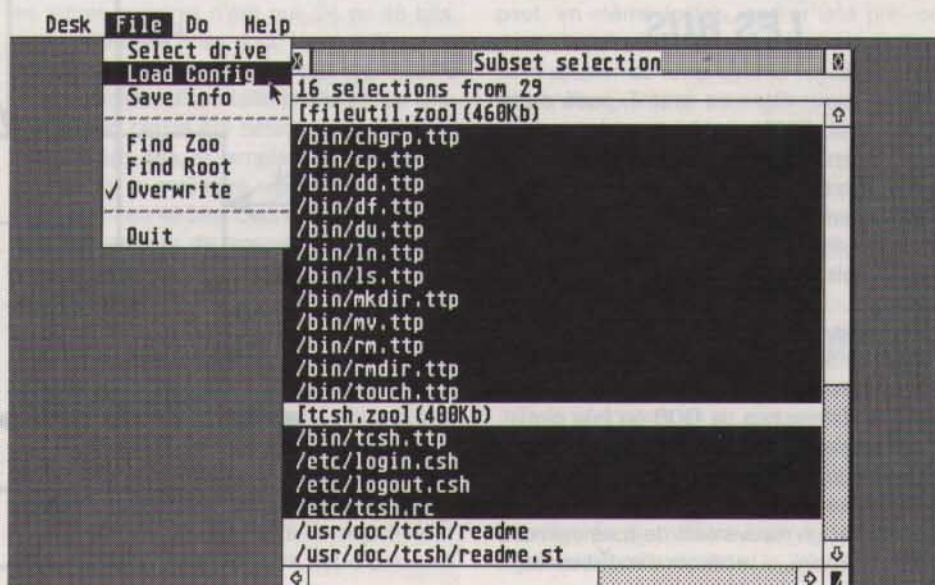 Desk File Do Help
Select drive
Load Config
Save info
Find Zoo
Find Root
✓ Overwrite
Quit
Subset selection
16 selections from 29
[fileutil.zoo](460Kb)
/bin/chgrp.ttp
/bin/cp.ttp
/bin/dd.ttp
/bin/df.ttp
/bin/du.ttp
/bin/ln.ttp
/bin/ls.ttp
/bin/mkdir.ttp
/bin/mv.ttp
/bin/rm.ttp
/bin/rmdir.ttp
/bin/touch.ttp
[tcsh.zoo](400Kb)
/bin/tcsh.ttp
/etc/login.csh
/etc/logout.csh
/etc/tcsh.rc
/usr/doc/tcsh/readme
/usr/doc/tcsh/readme.st